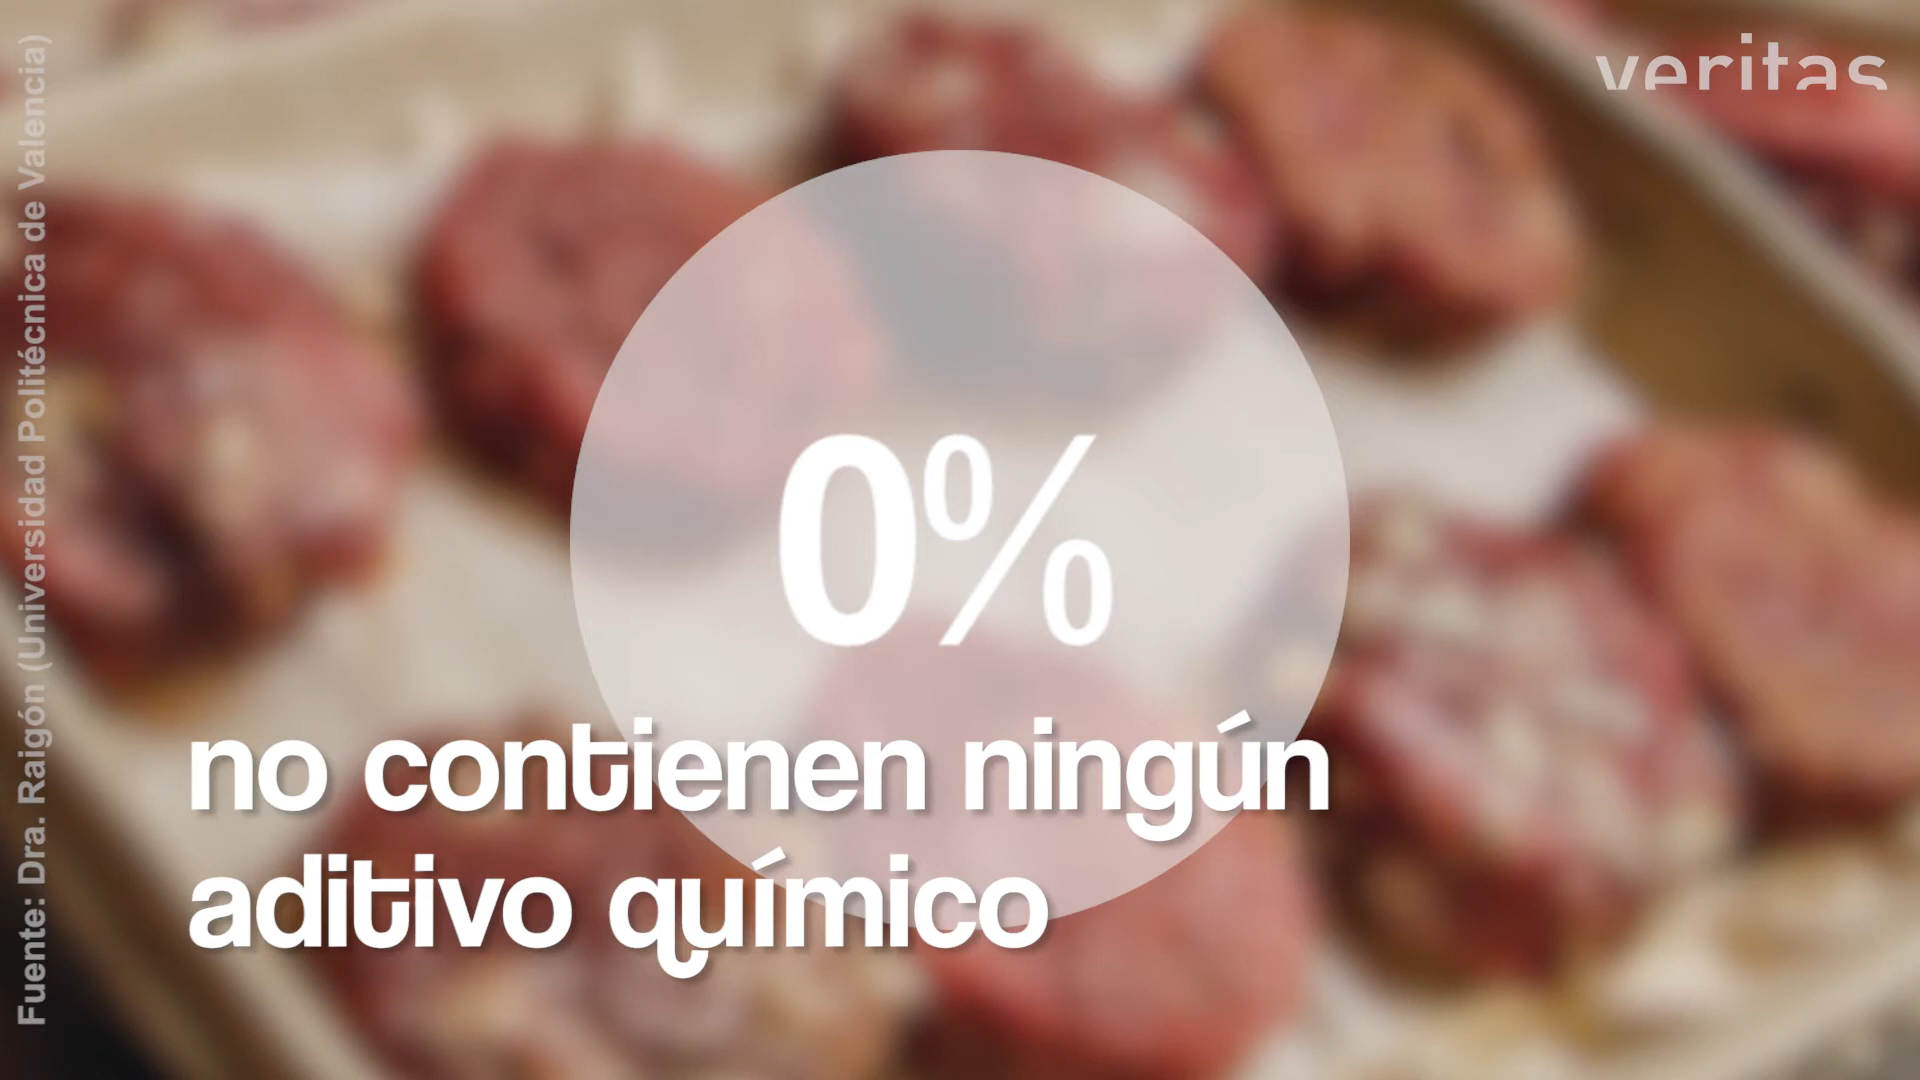 veritas
0%
no contienen ningún
aditivo químico
Fuente: Dra. Raigón (Universidad Politécnica de Valencia)